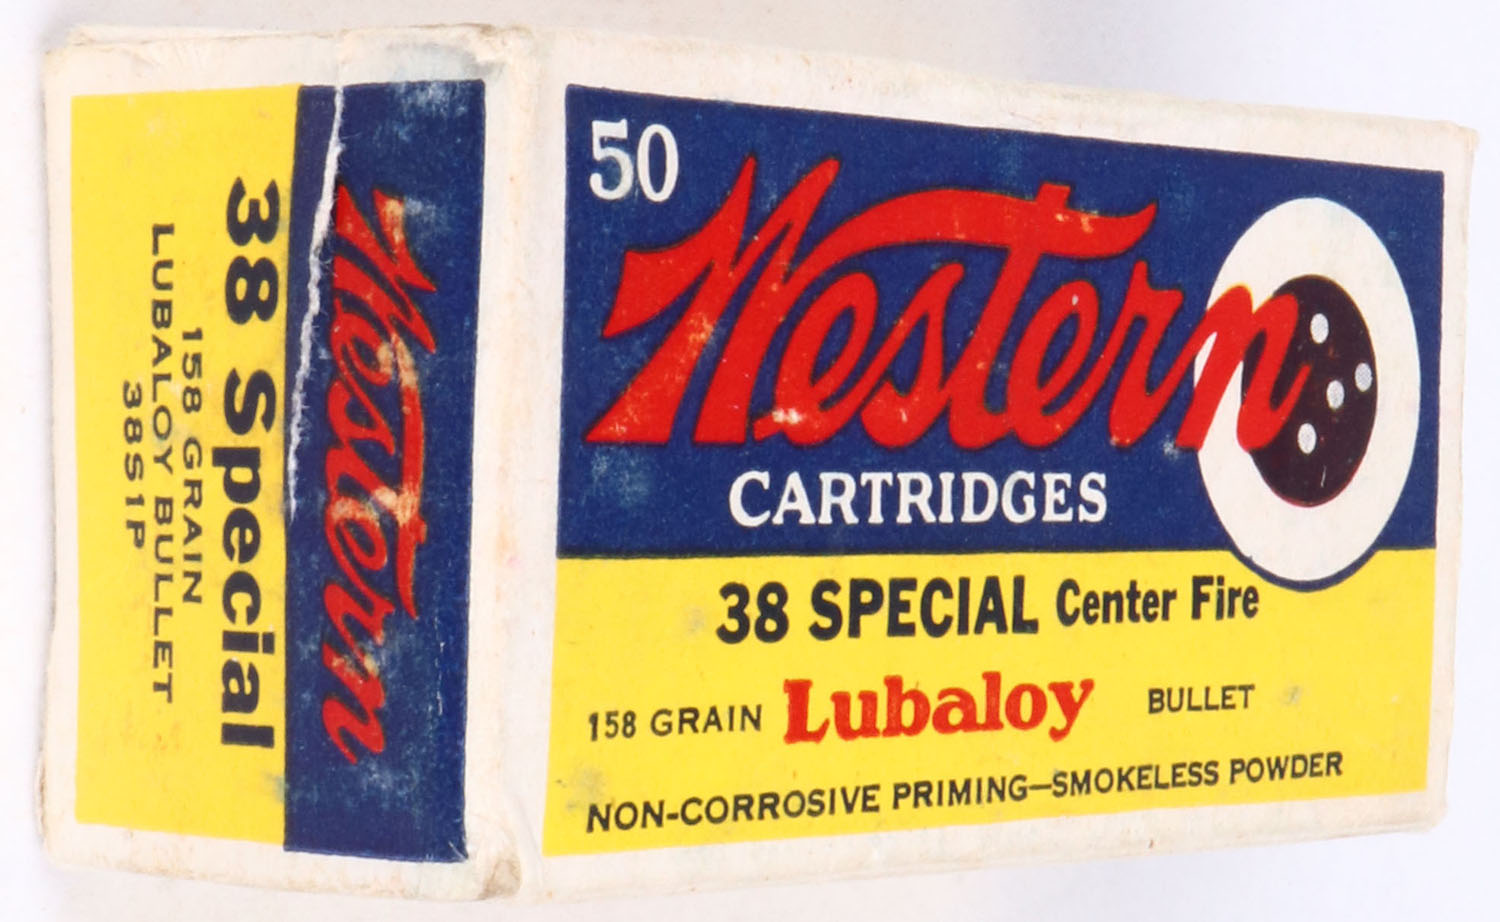 50
Western
CARTRIDGES
38 SPECIAL Center Fire
158 GRAIN Lubaloy BULLET
NON-CORROSIVE PRIMING—SMOKELESS POWDER
Western
38 Special
158 GRAIN
LUBALOY BULLET
38S1P